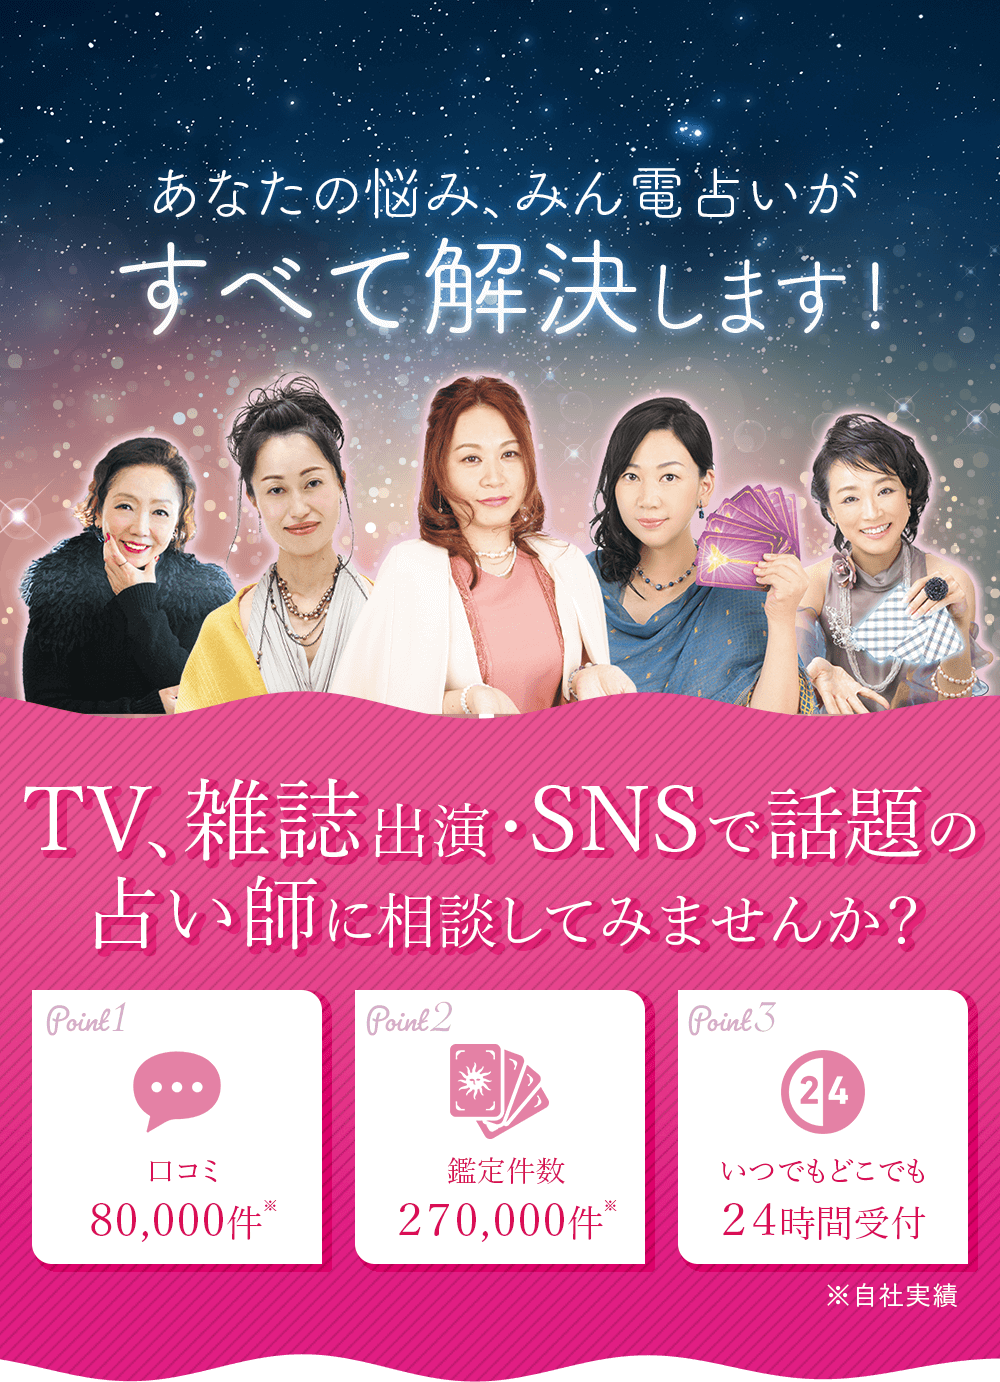 あなたの悩み、みん電占いが
すべて解決します！
TV、雑誌出演・SNSで話題の
占い師に相談してみませんか？
Point1
口コミ
80,000件※
Point2
鑑定件数
270,000件※
Point3
24
いつでもどこでも
24時間受付
※自社実績